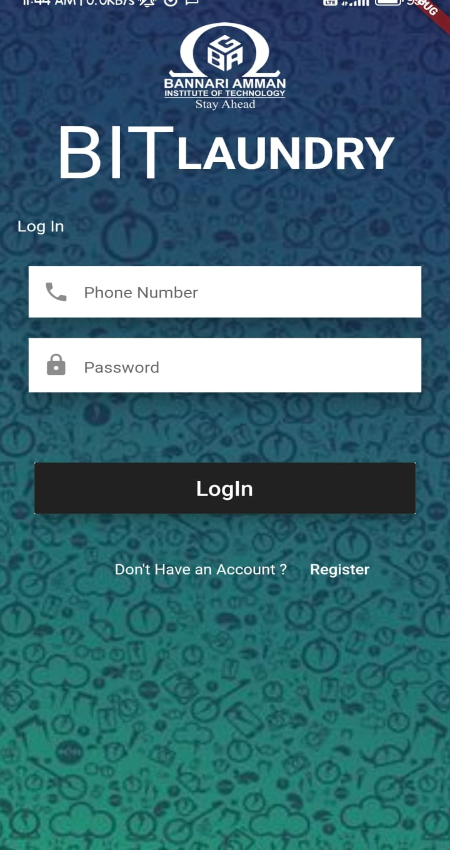 11:44 AM | 0.0KB/s
BANNARI AMMAN
INSTITUTE OF TECHNOLOGY
Stay Ahead
BIT LAUNDRY
Log In
Phone Number
Password
LogIn
Don't Have an Account ? Register